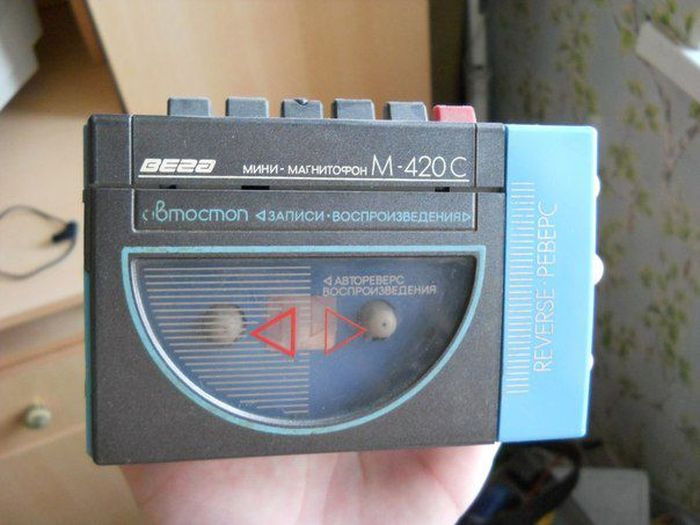 Вега
МИНИ-МАГНИТОФОН М-420С
автостоп ◁ЗАПИСИ·ВОСПРОИЗВЕДЕНИЯ▷
◁ АВТОРЕВЕРС
ВОСПРОИЗВЕДЕНИЯ
REVERSE·РЕВЕРС